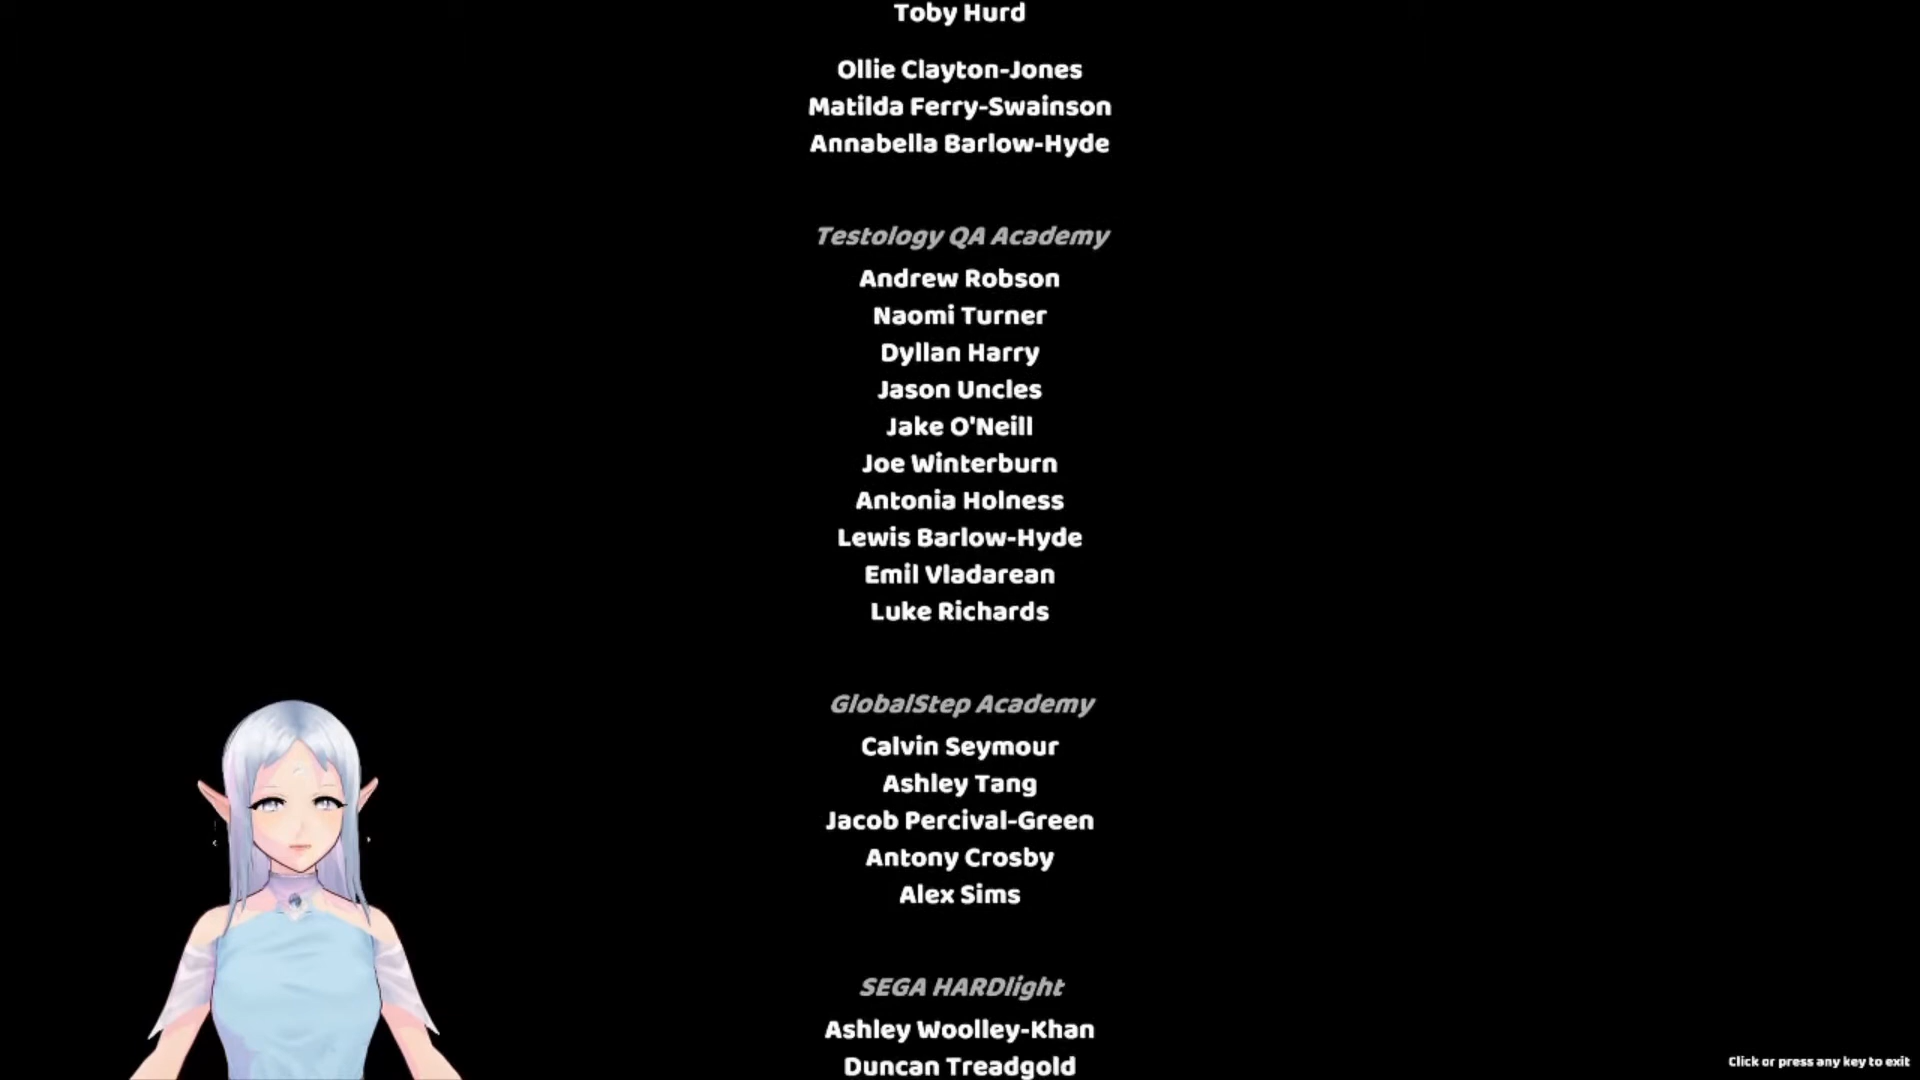 Toby Hurd
Ollie Clayton-Jones
Matilda Ferry-Swainson
Annabella Barlow-Hyde
Testology QA Academy
Andrew Robson
Naomi Turner
Dyllan Harry
Jason Uncles
Jake O'Neill
Joe Winterburn
Antonia Holness
Lewis Barlow-Hyde
Emil Vladarean
Luke Richards
GlobalStep Academy
Calvin Seymour
Ashley Tang
Jacob Percival-Green
Antony Crosby
Alex Sims
SEGA HARDlight
Ashley Woolley-Khan
Duncan Treadgold
Click or press any key to exit